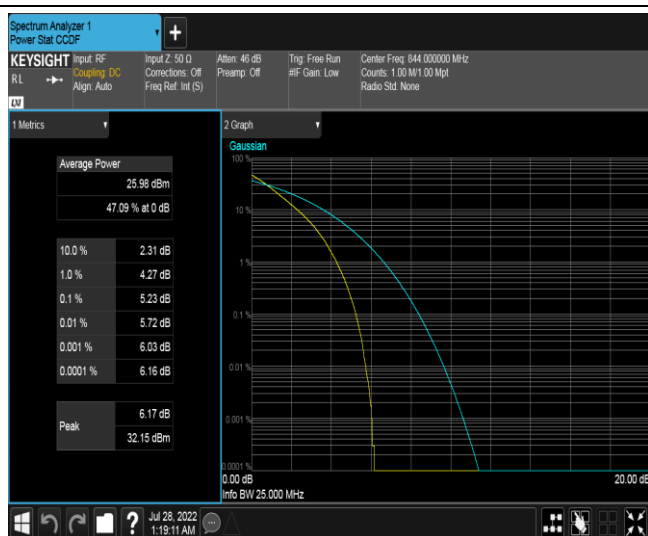 Spectrum Analyzer 1
Power Stat CCDF
KEYSIGHT
RL
LXI
Input: RF
Coupling: DC
Align: Auto
Input Z: 50 Ω
Corrections: Off
Freq Ref: Int (S)
Atten: 46 dB
Preamp: Off
Trig: Free Run
#IF Gain: Low
Center Freq: 844.000000 MHz
Counts: 1.00 M/1.00 Mpt
Radio Std: None
1 Metrics
Average Power
25.98 dBm
47.09 % at 0 dB
10.0 % 2.31 dB
1.0 % 4.27 dB
0.1 % 5.23 dB
0.01 % 5.72 dB
0.001 % 6.03 dB
0.0001 % 6.16 dB
Peak
6.17 dB
32.15 dBm
2 Graph
Gaussian
100 %
10 %
1 %
0.1 %
0.01 %
0.001 %
0.0001 %
0.00 dB
20.00 dB
Info BW 25.000 MHz
?
Jul 28, 2022
1:19:11 AM